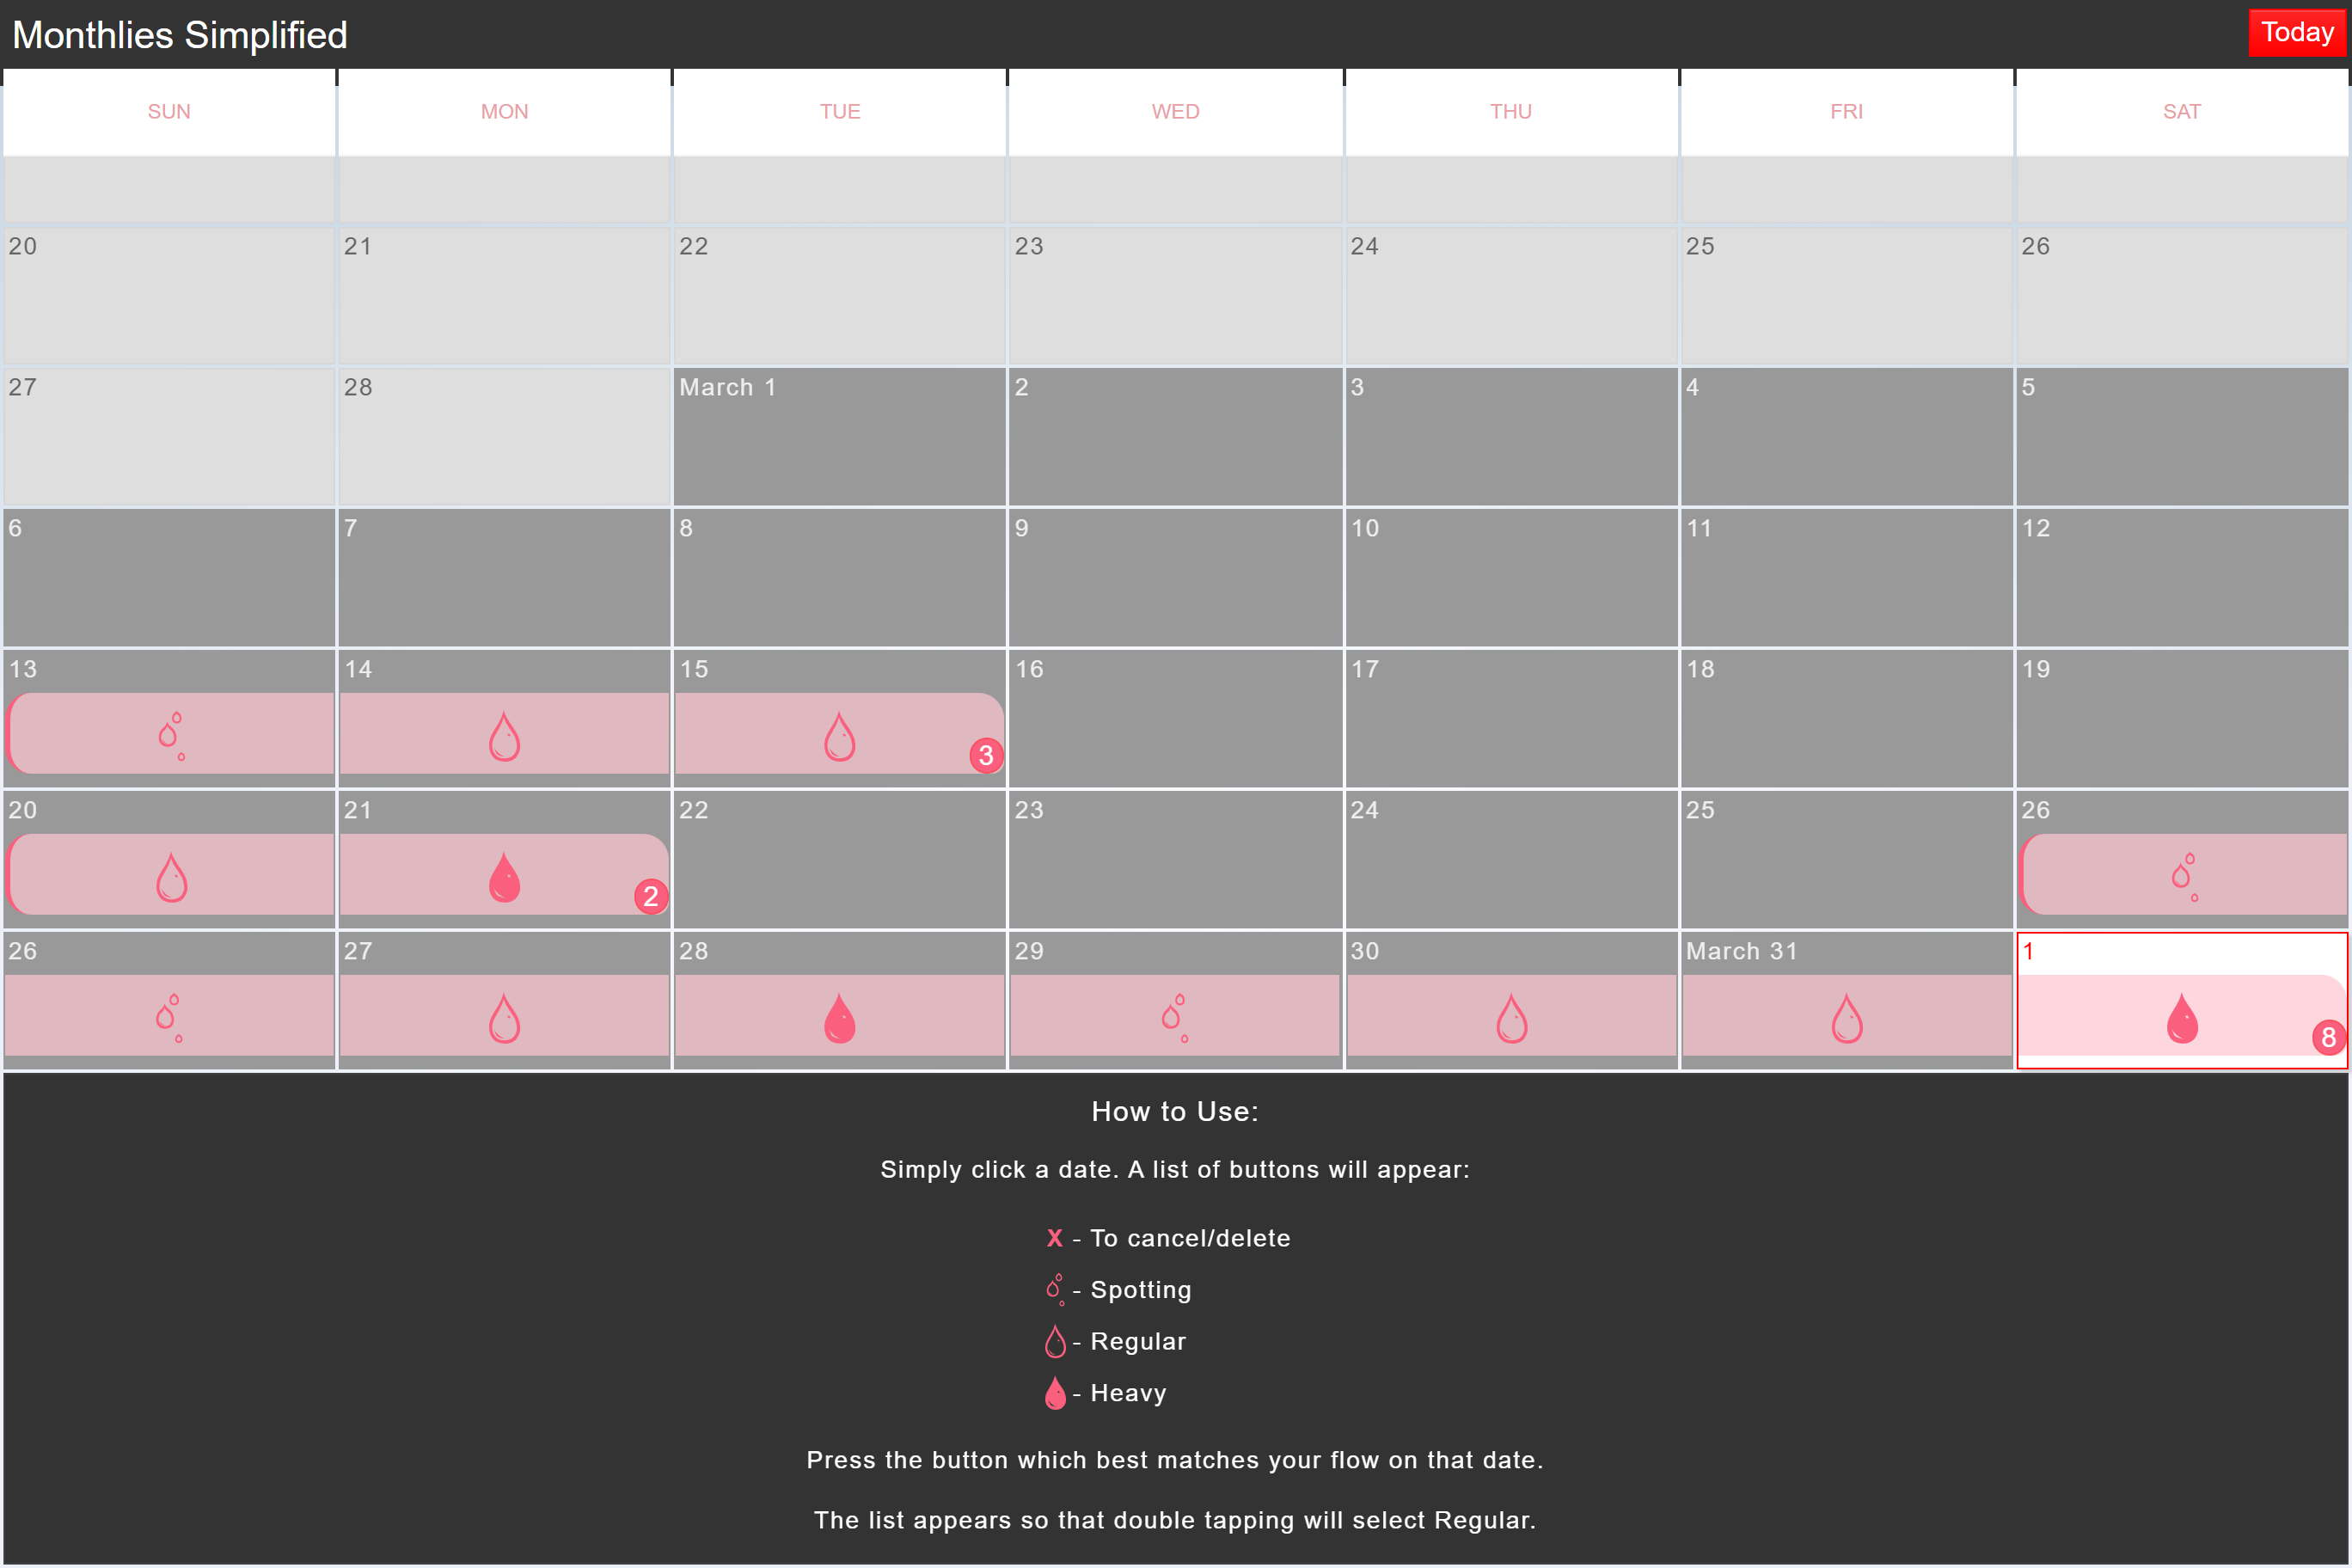 Monthlies Simplified Today
SUN MON TUE WED THU FRI SAT
20 21 22 23 24 25 26
27 28 March 1 2 3 4 5
6 7 8 9 10 11 12
13 14 15 16 17 18 19
3
20 21 22 23 24 25 26
2
26 27 28 29 30 March 31 1
8
How to Use:
Simply click a date. A list of buttons will appear:
X - To cancel/delete
- Spotting
- Regular
- Heavy
Press the button which best matches your flow on that date.
The list appears so that double tapping will select Regular.